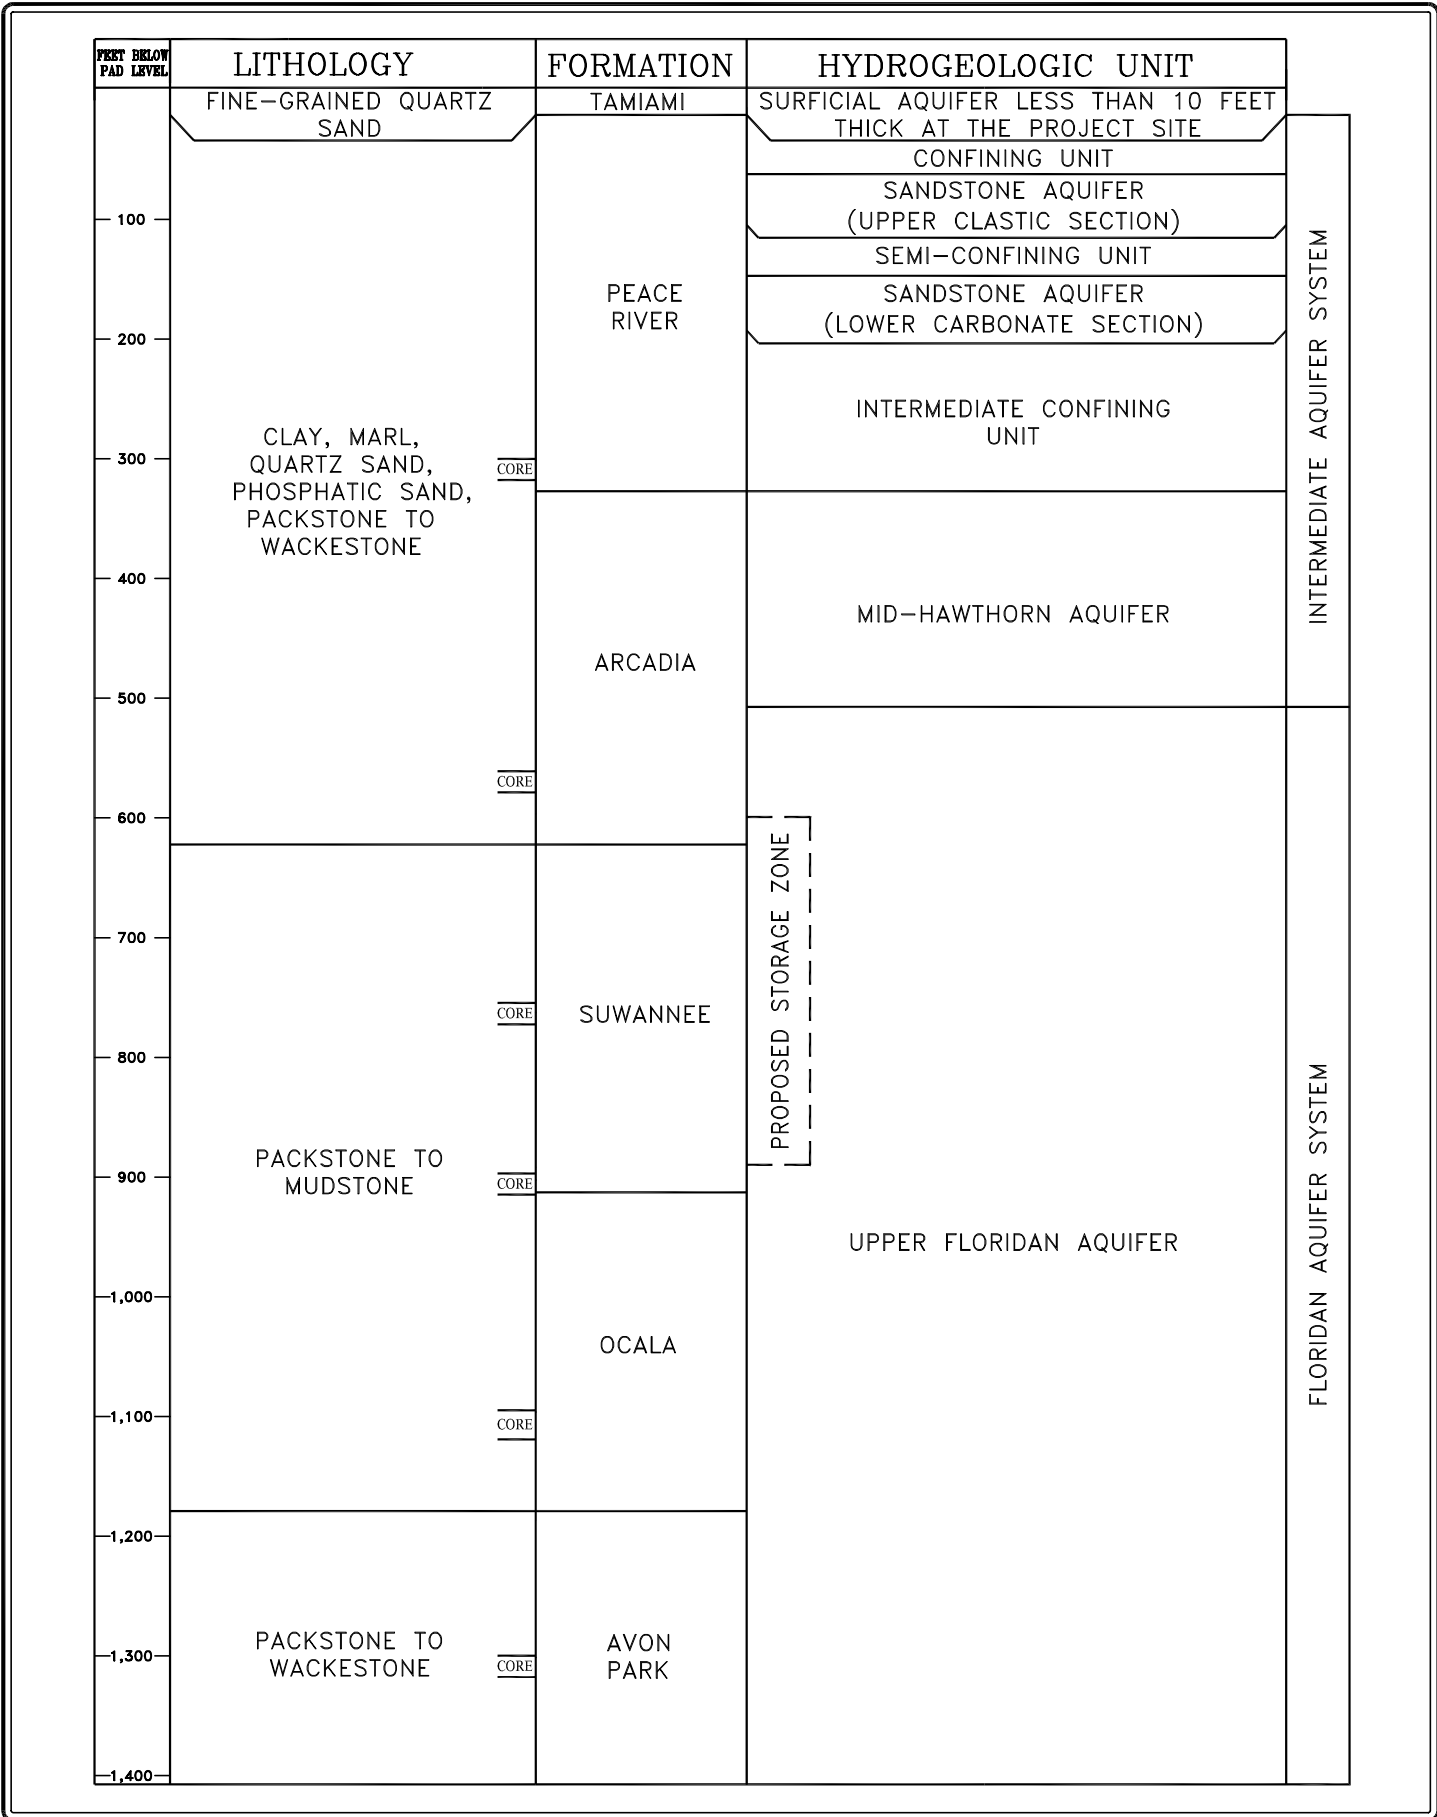 FEET BELOW
PAD LEVEL
LITHOLOGY
FORMATION
HYDROGEOLOGIC UNIT
FINE-GRAINED QUARTZ
SAND
TAMIAMI
SURFICIAL AQUIFER LESS THAN 10 FEET
THICK AT THE PROJECT SITE
CONFINING UNIT
SANDSTONE AQUIFER
(UPPER CLASTIC SECTION)
SEMI-CONFINING UNIT
SANDSTONE AQUIFER
(LOWER CARBONATE SECTION)
INTERMEDIATE CONFINING
UNIT
MID-HAWTHORN AQUIFER
UPPER FLORIDAN AQUIFER
INTERMEDIATE AQUIFER SYSTEM
FLORIDAN AQUIFER SYSTEM
PROPOSED STORAGE ZONE
PEACE
RIVER
ARCADIA
SUWANNEE
OCALA
AVON
PARK
CLAY, MARL,
QUARTZ SAND,
PHOSPHATIC SAND,
PACKSTONE TO
WACKESTONE
PACKSTONE TO
MUDSTONE
PACKSTONE TO
WACKESTONE
CORE
CORE
CORE
CORE
CORE
CORE
100
200
300
400
500
600
700
800
900
1,000
1,100
1,200
1,300
1,400